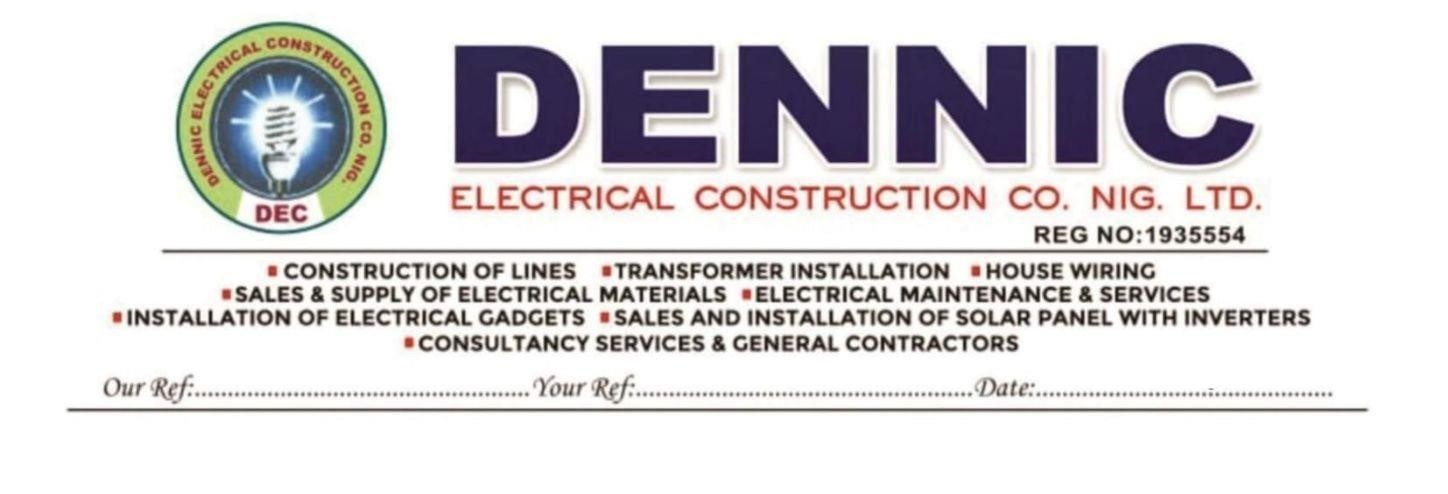 DENNIC ELECTRICAL CONSTRUCTION CO. NIG.
DEC
DENNIC
ELECTRICAL CONSTRUCTION CO. NIG. LTD.
REG NO:1935554
▪ CONSTRUCTION OF LINES ▪ TRANSFORMER INSTALLATION ▪ HOUSE WIRING
▪ SALES & SUPPLY OF ELECTRICAL MATERIALS ▪ ELECTRICAL MAINTENANCE & SERVICES
▪ INSTALLATION OF ELECTRICAL GADGETS ▪ SALES AND INSTALLATION OF SOLAR PANEL WITH INVERTERS
▪ CONSULTANCY SERVICES & GENERAL CONTRACTORS
Our Ref:..................................................Your Ref:..................................................Date:..................................................